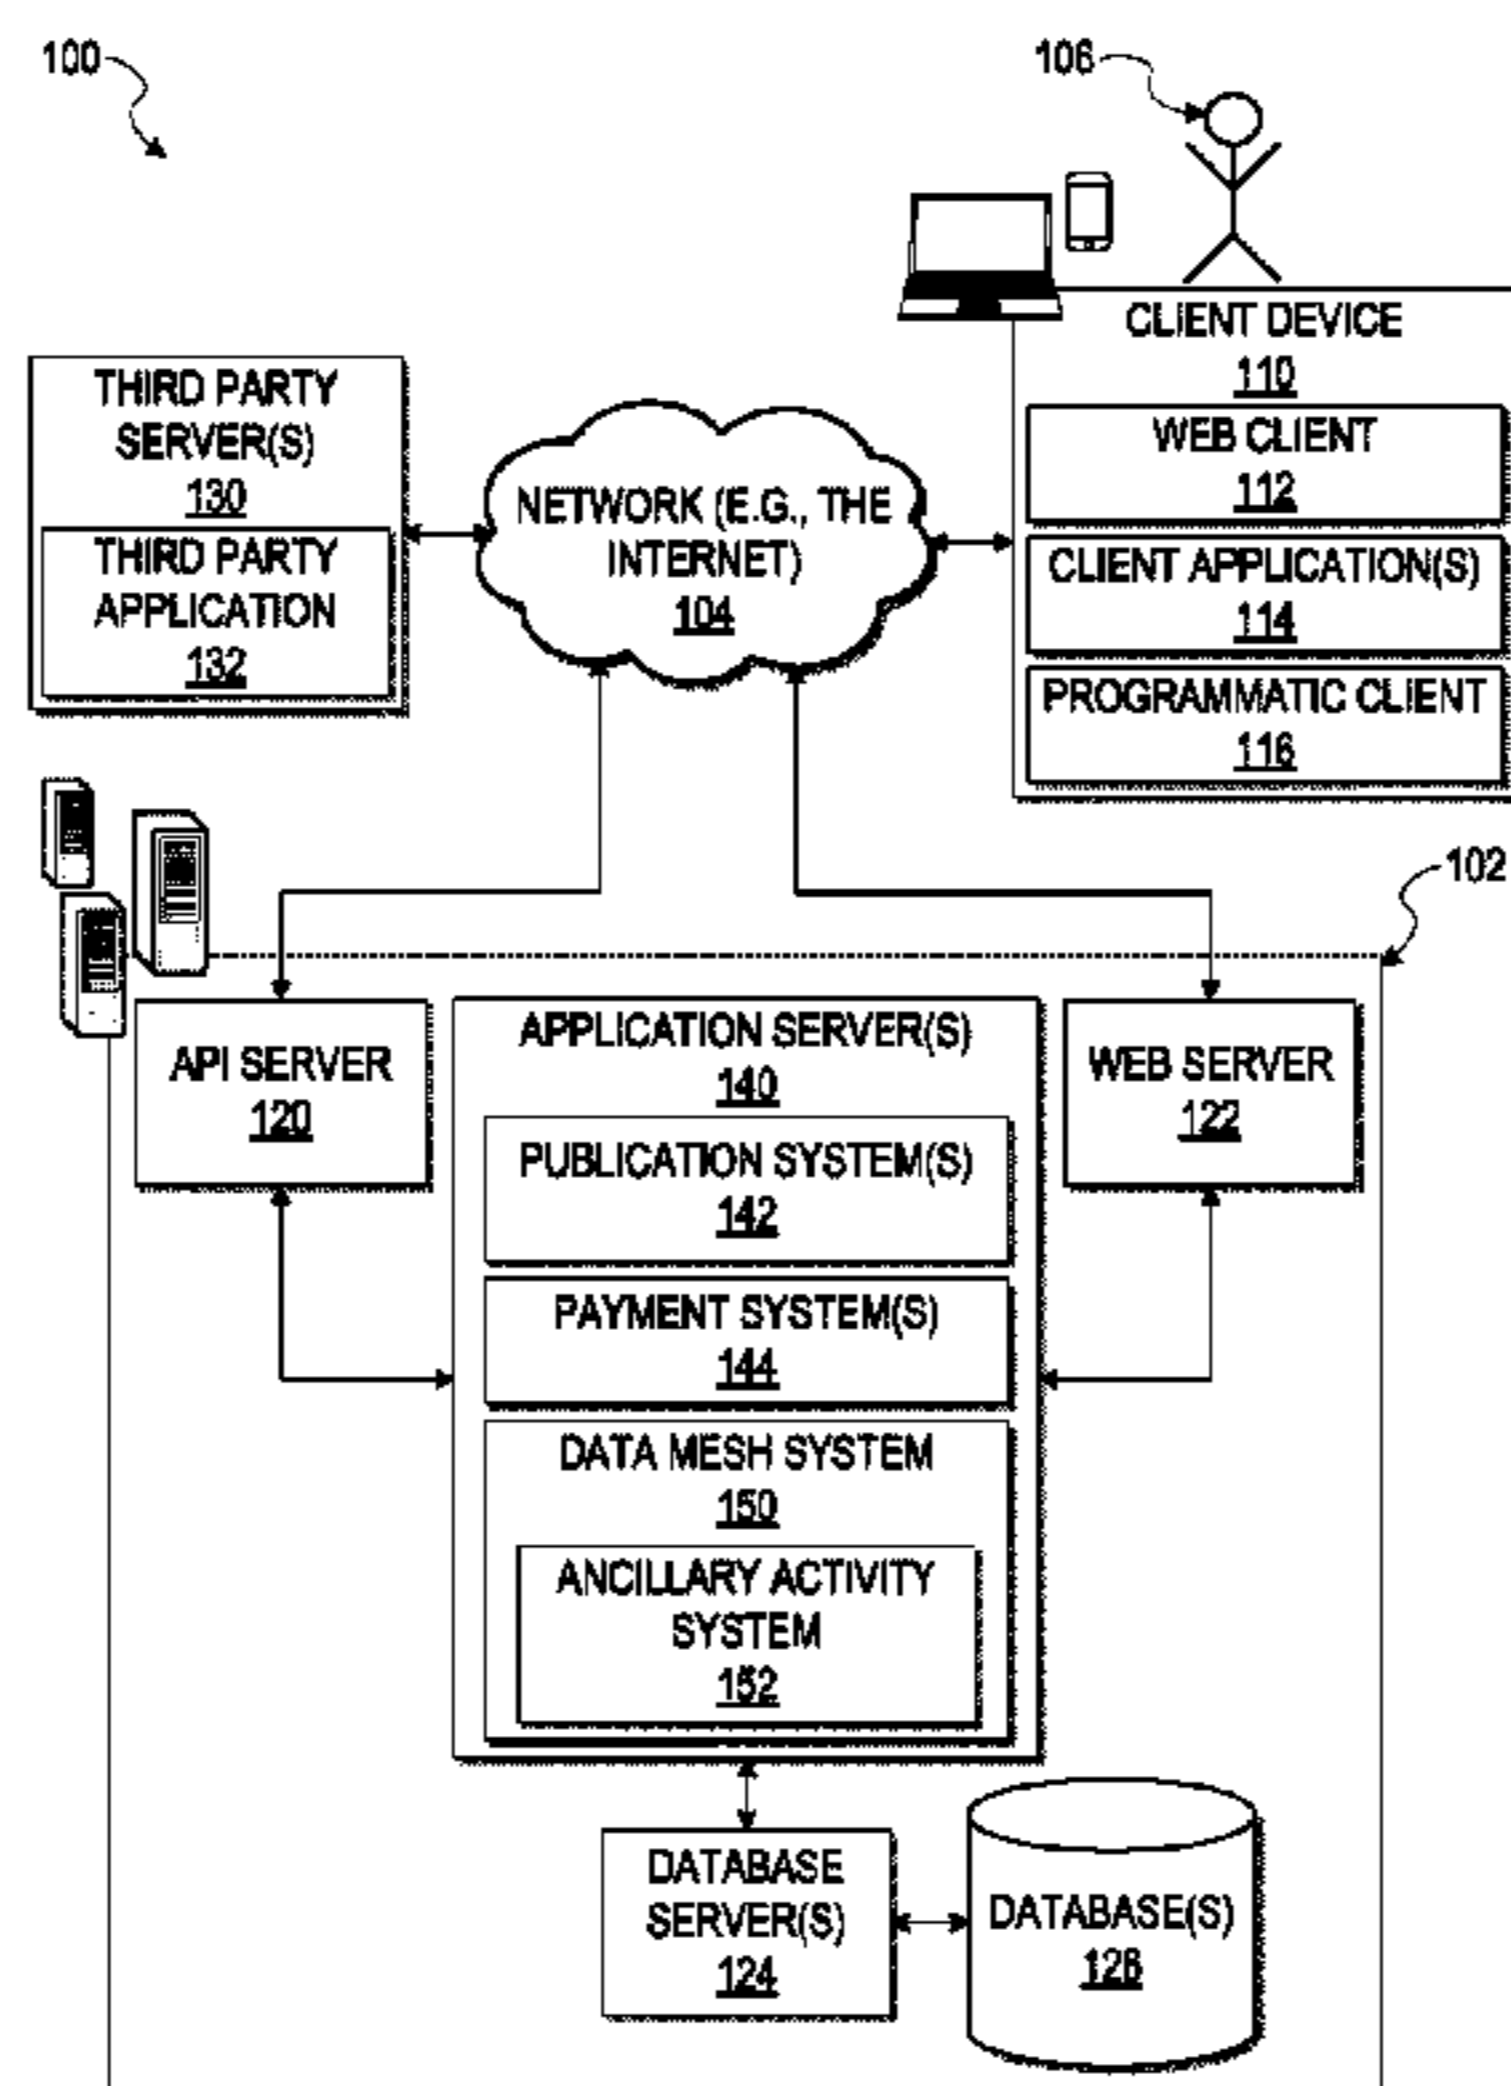 100
106
CLIENT DEVICE
110
WEB CLIENT
112
CLIENT APPLICATION(S)
114
PROGRAMMATIC CLIENT
116
THIRD PARTY
SERVER(S)
130
THIRD PARTY
APPLICATION
132
NETWORK (E.G., THE
INTERNET)
104
102
API SERVER
120
APPLICATION SERVER(S)
140
PUBLICATION SYSTEM(S)
142
PAYMENT SYSTEM(S)
144
DATA MESH SYSTEM
150
ANCILLARY ACTIVITY
SYSTEM
152
WEB SERVER
122
DATABASE
SERVER(S)
124
DATABASE(S)
126